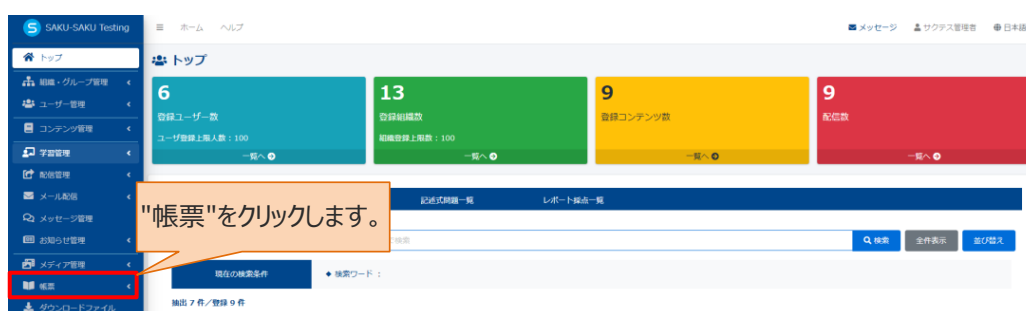 SAKU-SAKU Testing
ホーム ヘルプ
メッセージ サクテス管理者 日本語
トップ
トップ
組織・グループ管理
ユーザー管理
コンテンツ管理
学習管理
配信管理
メール配信
メッセージ管理
お知らせ管理
メディア管理
帳票
ダウンロードファイル
6
登録ユーザー数
ユーザ登録上限人数：100
一覧へ
13
登録組織数
組織登録上限数：100
一覧へ
9
登録コンテンツ数
一覧へ
9
配信数
一覧へ
"帳票"をクリックします。
記述式問題一覧 レポート採点一覧
検索
検索 全件表示 並び替え
現在の検索条件 ◆ 検索ワード：
抽出 7 件／登録 9 件